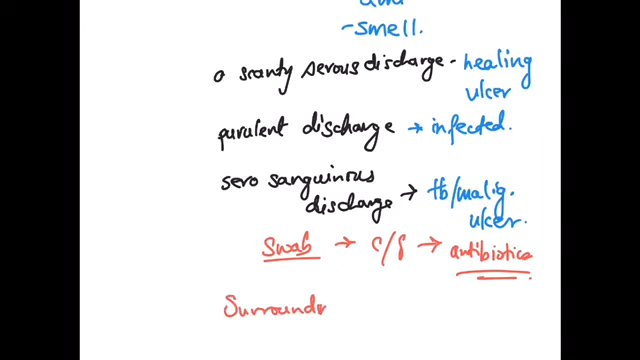 -smell.
a scanty serous discharge - healing
ulcer
purulent discharge → infected.
sero sanguinous
discharge → tb/malig.
ulcer.
Swab → c/s → antibiotics
Surround